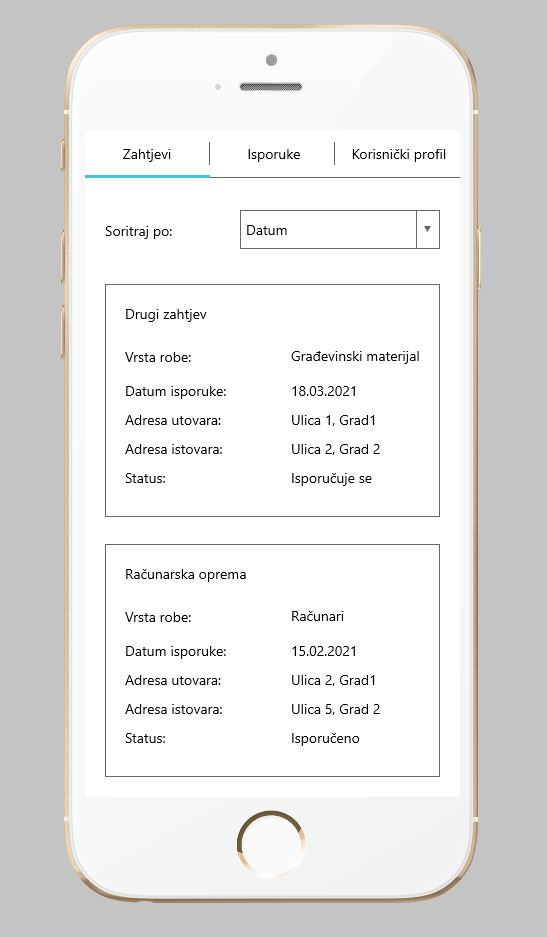 Zahtjevi
Isporuke
Korisnički profil
Soritraj po:
Datum
Drugi zahtjev
Vrsta robe: Građevinski materijal
Datum isporuke: 18.03.2021
Adresa utovara: Ulica 1, Grad1
Adresa istovara: Ulica 2, Grad 2
Status: Isporučuje se
Računarska oprema
Vrsta robe: Računari
Datum isporuke: 15.02.2021
Adresa utovara: Ulica 2, Grad1
Adresa istovara: Ulica 5, Grad 2
Status: Isporučeno